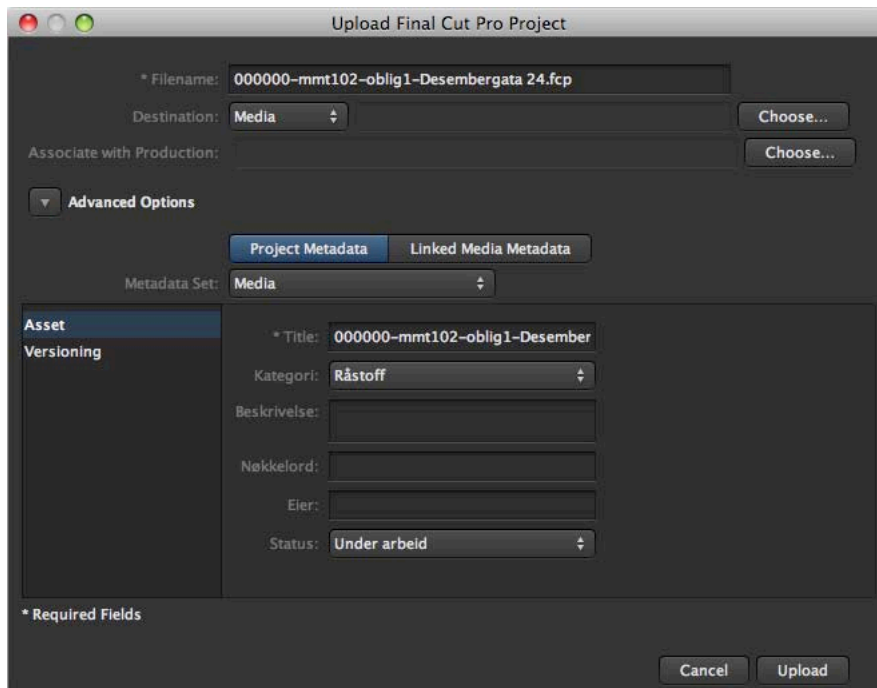 Upload Final Cut Pro Project
* Filename: 000000-mmt102-oblig1-Desembergata 24.fcp
Destination: Media Choose...
Associate with Production: Choose...
Advanced Options
Project Metadata Linked Media Metadata
Metadata Set: Media
Asset
Versioning
* Title: 000000-mmt102-oblig1-Desember
Kategori: Råstoff
Beskrivelse:
Nøkkelord:
Eier:
Status: Under arbeid
* Required Fields
Cancel Upload